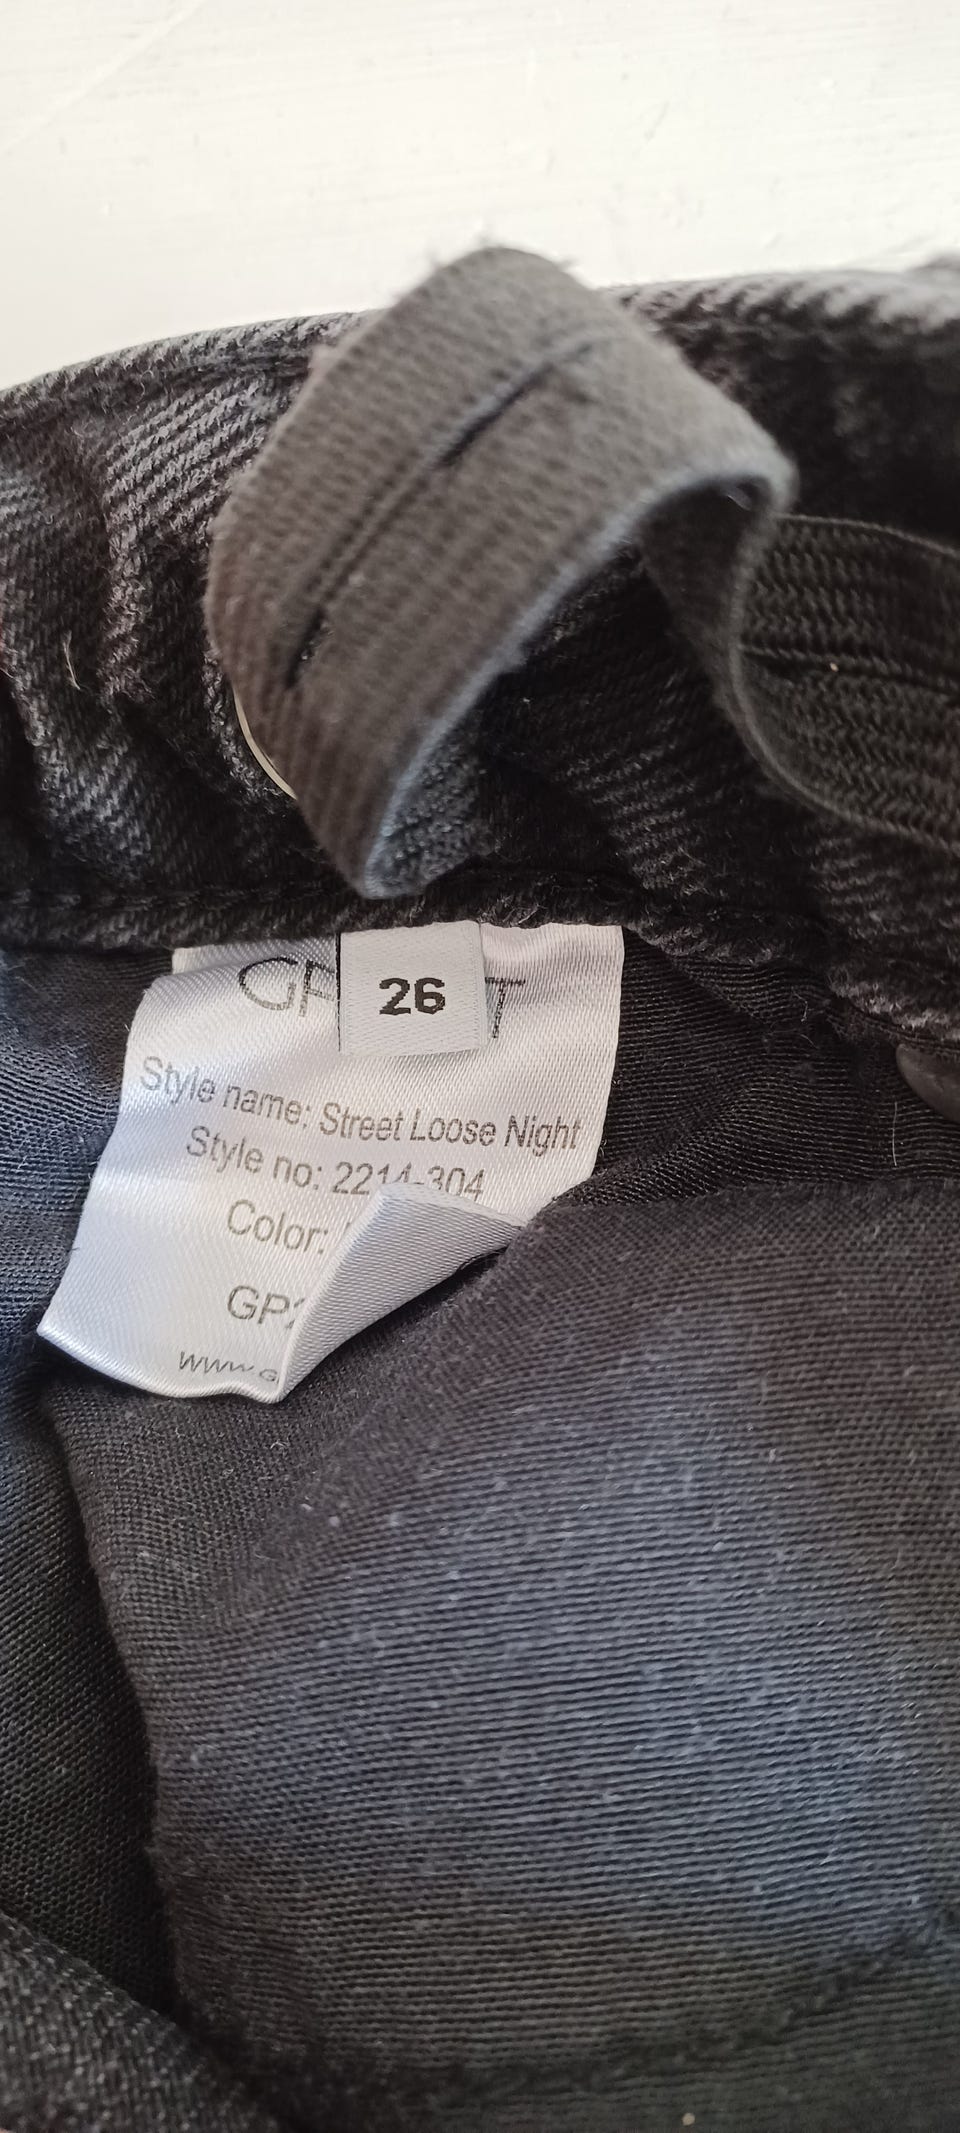 26
Style name: Street Loose Night
Style no: 2214-304
Color: